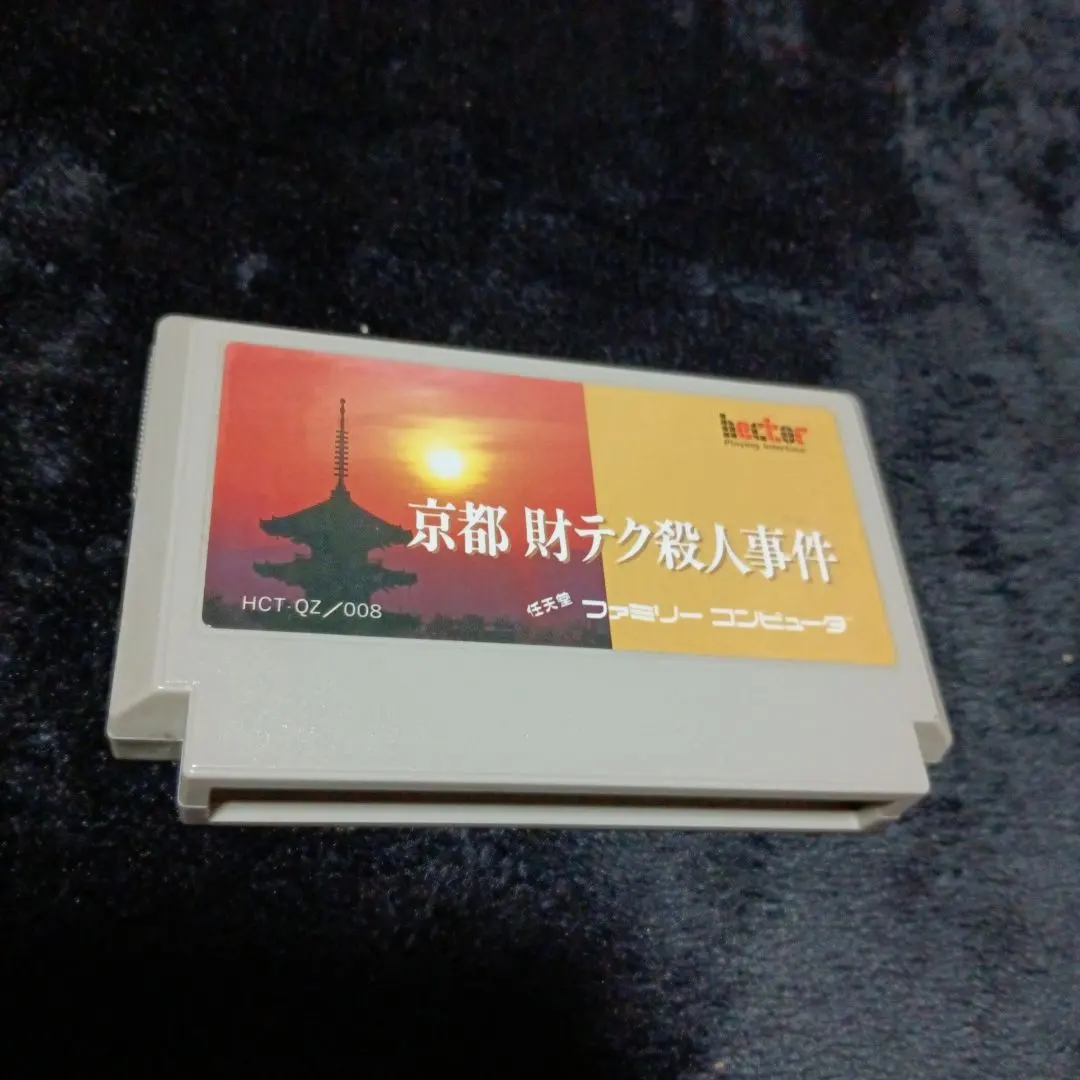 hector
Playing Interface
京都 財テク殺人事件
HCT-QZ/008
任天堂 ファミリー コンピュータ